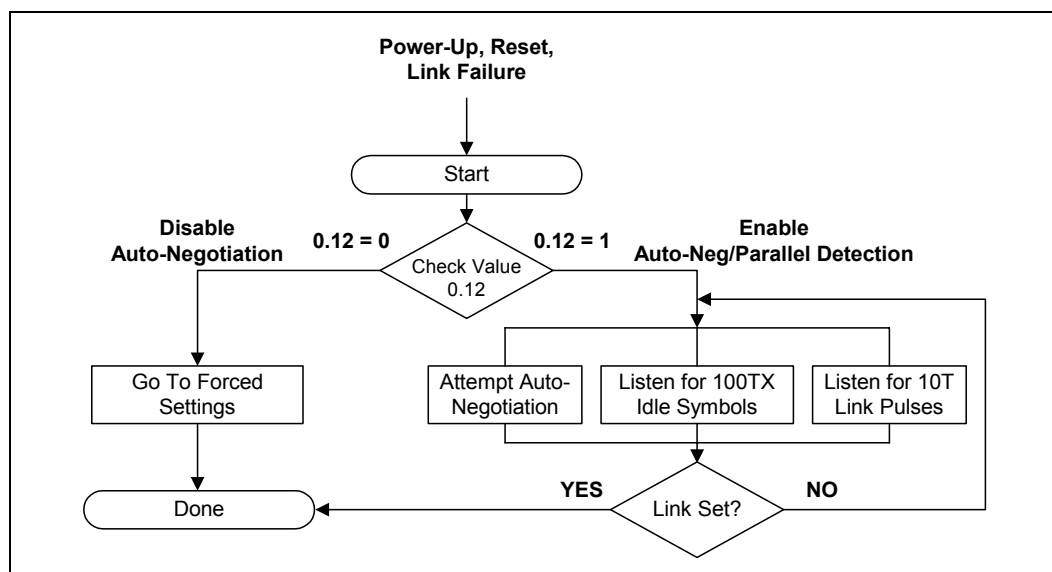 Power-Up, Reset,
Link Failure
Start
Disable
Auto-Negotiation
0.12 = 0
0.12 = 1
Enable
Auto-Neg/Parallel Detection
Check Value
0.12
Go To Forced
Settings
Attempt Auto-
Negotiation
Listen for 100TX
Idle Symbols
Listen for 10T
Link Pulses
Done
YES
Link Set?
NO